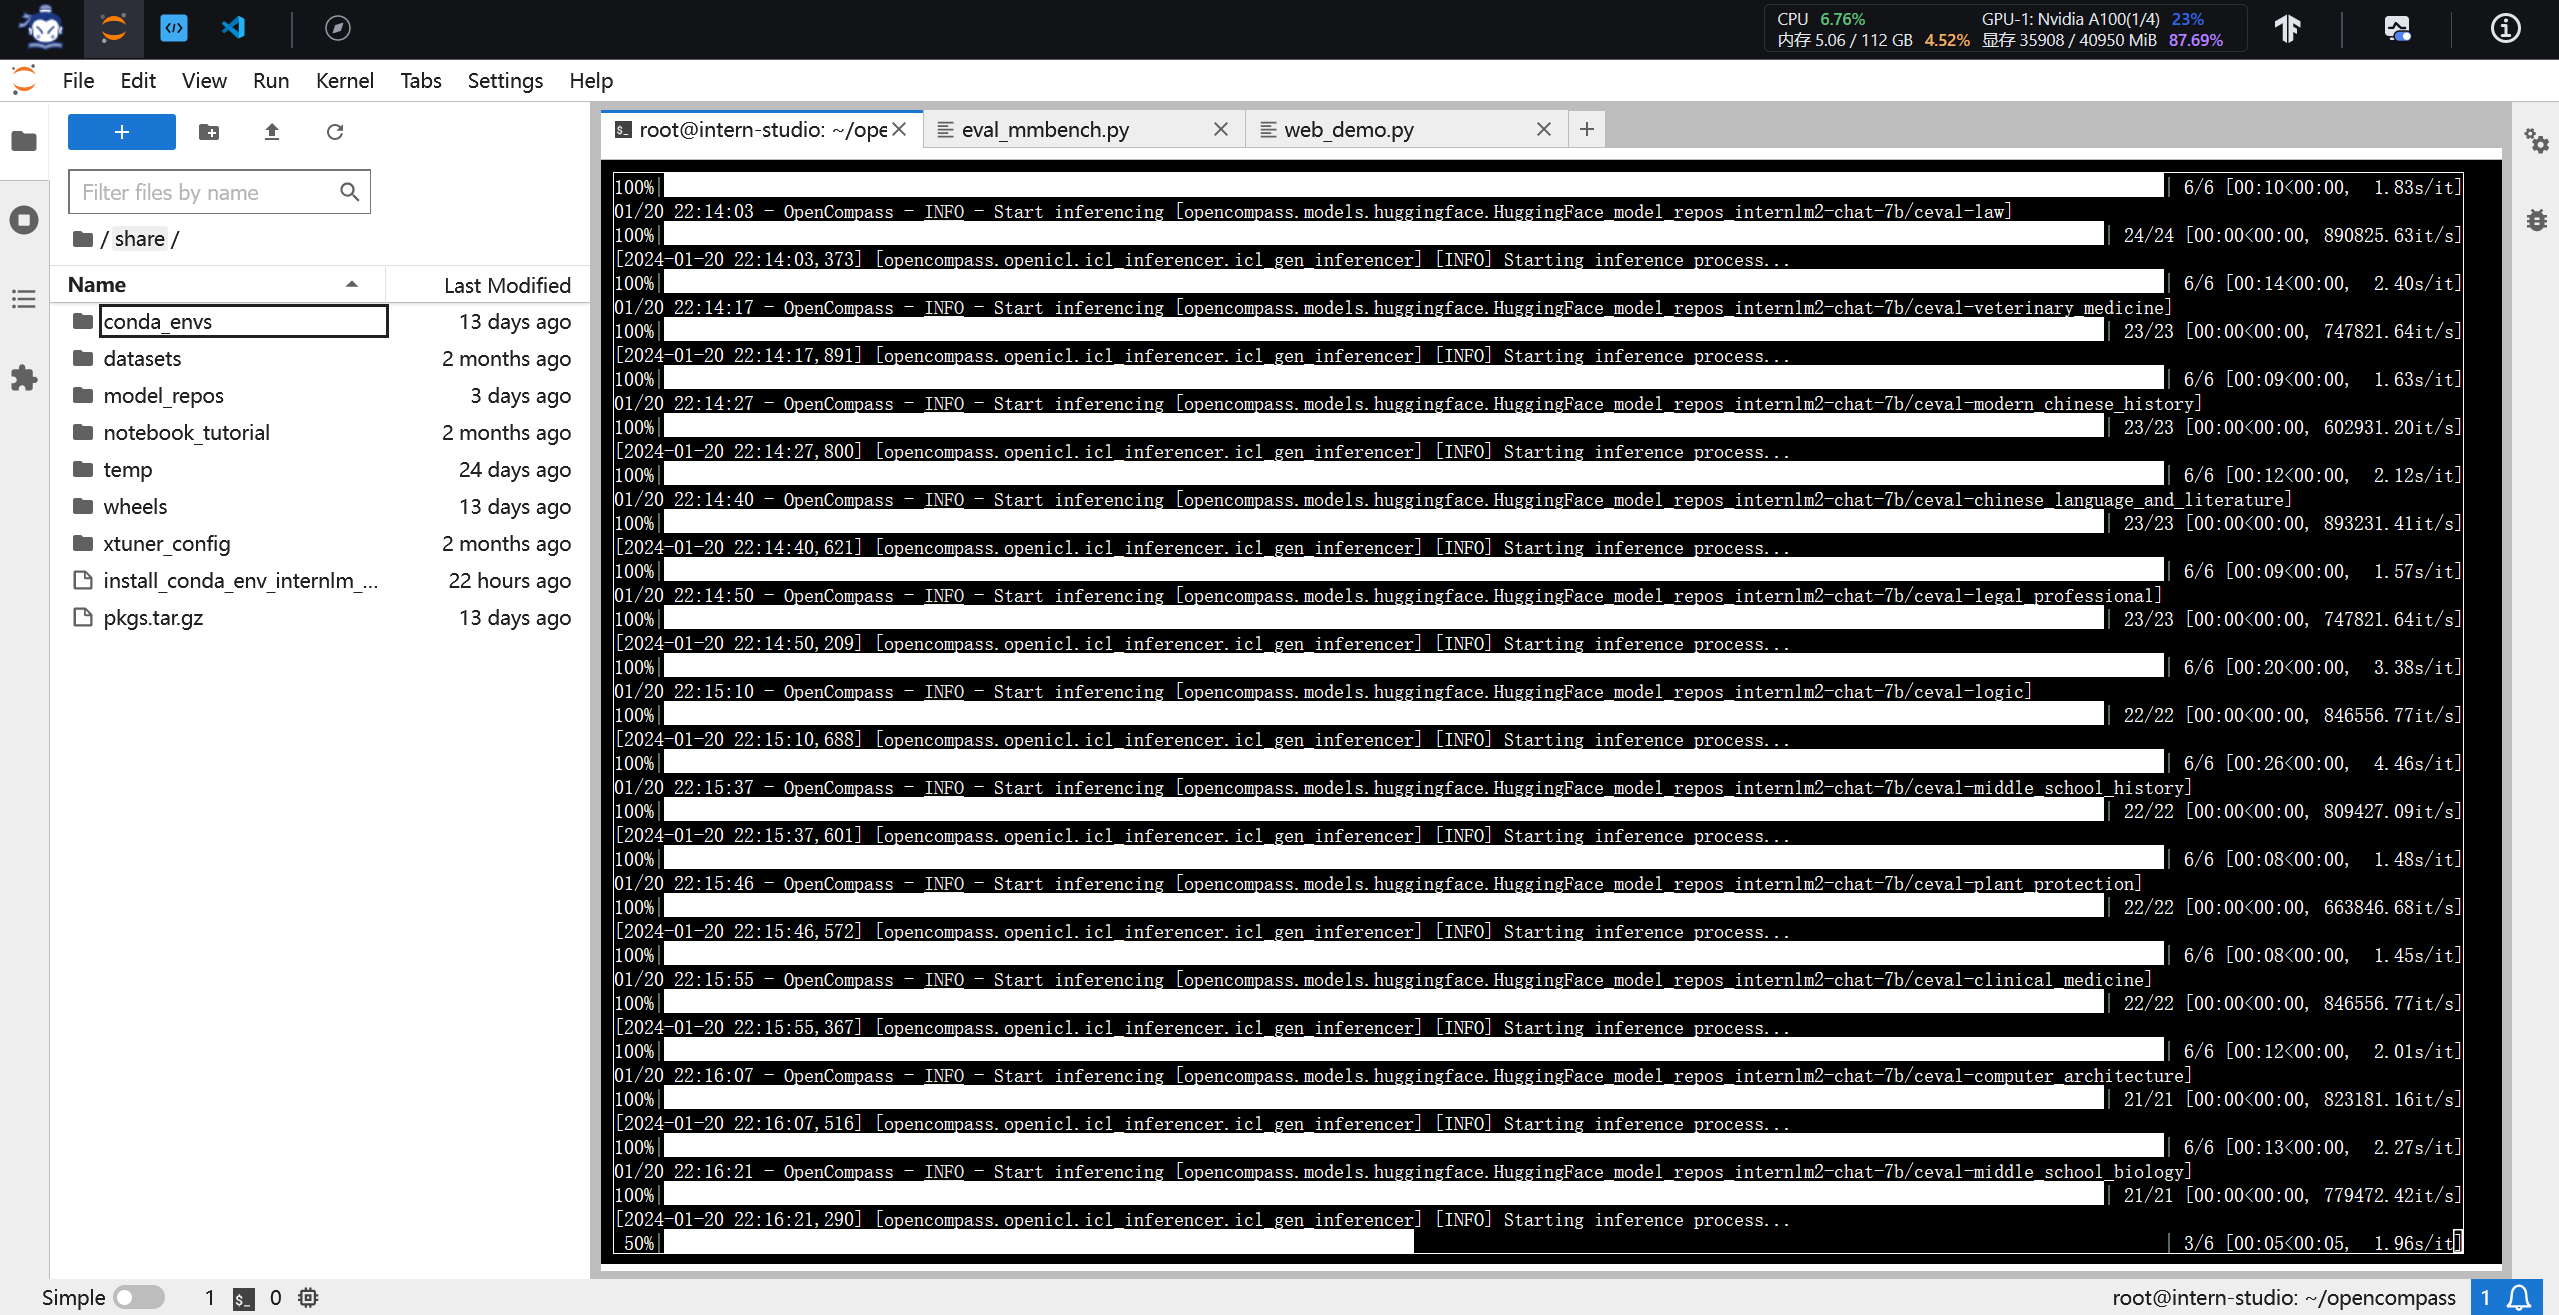 CPU 6.76% GPU-1: Nvidia A100(1/4) 23%
内存 5.06 / 112 GB 4.52% 显存 35908 / 40950 MiB 87.69%
File Edit View Run Kernel Tabs Settings Help
root@intern-studio: ~/ope eval_mmbench.py web_demo.py
Filter files by name
/ share /
Name Last Modified
conda_envs 13 days ago
datasets 2 months ago
model_repos 3 days ago
notebook_tutorial 2 months ago
temp 24 days ago
wheels 13 days ago
xtuner_config 2 months ago
install_conda_env_internlm_... 22 hours ago
pkgs.tar.gz 13 days ago
100%| | 6/6 [00:10<00:00, 1.83s/it]
01/20 22:14:03 - OpenCompass - INFO - Start inferencing [opencompass.models.huggingface.HuggingFace_model_repos_internlm2-chat-7b/ceval-law]
100%| | 24/24 [00:00<00:00, 890825.63it/s]
[2024-01-20 22:14:03,373] [opencompass.openicl.icl_inferencer.icl_gen_inferencer] [INFO] Starting inference process...
100%| | 6/6 [00:14<00:00, 2.40s/it]
01/20 22:14:17 - OpenCompass - INFO - Start inferencing [opencompass.models.huggingface.HuggingFace_model_repos_internlm2-chat-7b/ceval-veterinary_medicine]
100%| | 23/23 [00:00<00:00, 747821.64it/s]
[2024-01-20 22:14:17,891] [opencompass.openicl.icl_inferencer.icl_gen_inferencer] [INFO] Starting inference process...
100%| | 6/6 [00:09<00:00, 1.63s/it]
01/20 22:14:27 - OpenCompass - INFO - Start inferencing [opencompass.models.huggingface.HuggingFace_model_repos_internlm2-chat-7b/ceval-modern_chinese_history]
100%| | 23/23 [00:00<00:00, 602931.20it/s]
[2024-01-20 22:14:27,800] [opencompass.openicl.icl_inferencer.icl_gen_inferencer] [INFO] Starting inference process...
100%| | 6/6 [00:12<00:00, 2.12s/it]
01/20 22:14:40 - OpenCompass - INFO - Start inferencing [opencompass.models.huggingface.HuggingFace_model_repos_internlm2-chat-7b/ceval-chinese_language_and_literature]
100%| | 23/23 [00:00<00:00, 893231.41it/s]
[2024-01-20 22:14:40,621] [opencompass.openicl.icl_inferencer.icl_gen_inferencer] [INFO] Starting inference process...
100%| | 6/6 [00:09<00:00, 1.57s/it]
01/20 22:14:50 - OpenCompass - INFO - Start inferencing [opencompass.models.huggingface.HuggingFace_model_repos_internlm2-chat-7b/ceval-legal_professional]
100%| | 23/23 [00:00<00:00, 747821.64it/s]
[2024-01-20 22:14:50,209] [opencompass.openicl.icl_inferencer.icl_gen_inferencer] [INFO] Starting inference process...
100%| | 6/6 [00:20<00:00, 3.38s/it]
01/20 22:15:10 - OpenCompass - INFO - Start inferencing [opencompass.models.huggingface.HuggingFace_model_repos_internlm2-chat-7b/ceval-logic]
100%| | 22/22 [00:00<00:00, 846556.77it/s]
[2024-01-20 22:15:10,688] [opencompass.openicl.icl_inferencer.icl_gen_inferencer] [INFO] Starting inference process...
100%| | 6/6 [00:26<00:00, 4.46s/it]
01/20 22:15:37 - OpenCompass - INFO - Start inferencing [opencompass.models.huggingface.HuggingFace_model_repos_internlm2-chat-7b/ceval-middle_school_history]
100%| | 22/22 [00:00<00:00, 809427.09it/s]
[2024-01-20 22:15:37,601] [opencompass.openicl.icl_inferencer.icl_gen_inferencer] [INFO] Starting inference process...
100%| | 6/6 [00:08<00:00, 1.48s/it]
01/20 22:15:46 - OpenCompass - INFO - Start inferencing [opencompass.models.huggingface.HuggingFace_model_repos_internlm2-chat-7b/ceval-plant_protection]
100%| | 22/22 [00:00<00:00, 663846.68it/s]
[2024-01-20 22:15:46,572] [opencompass.openicl.icl_inferencer.icl_gen_inferencer] [INFO] Starting inference process...
100%| | 6/6 [00:08<00:00, 1.45s/it]
01/20 22:15:55 - OpenCompass - INFO - Start inferencing [opencompass.models.huggingface.HuggingFace_model_repos_internlm2-chat-7b/ceval-clinical_medicine]
100%| | 22/22 [00:00<00:00, 846556.77it/s]
[2024-01-20 22:15:55,367] [opencompass.openicl.icl_inferencer.icl_gen_inferencer] [INFO] Starting inference process...
100%| | 6/6 [00:12<00:00, 2.01s/it]
01/20 22:16:07 - OpenCompass - INFO - Start inferencing [opencompass.models.huggingface.HuggingFace_model_repos_internlm2-chat-7b/ceval-computer_architecture]
100%| | 21/21 [00:00<00:00, 823181.16it/s]
[2024-01-20 22:16:07,516] [opencompass.openicl.icl_inferencer.icl_gen_inferencer] [INFO] Starting inference process...
100%| | 6/6 [00:13<00:00, 2.27s/it]
01/20 22:16:21 - OpenCompass - INFO - Start inferencing [opencompass.models.huggingface.HuggingFace_model_repos_internlm2-chat-7b/ceval-middle_school_biology]
100%| | 21/21 [00:00<00:00, 779472.42it/s]
[2024-01-20 22:16:21,290] [opencompass.openicl.icl_inferencer.icl_gen_inferencer] [INFO] Starting inference process...
50%| | 3/6 [00:05<00:05, 1.96s/it]
Simple 1 0 root@intern-studio: ~/opencompass 1